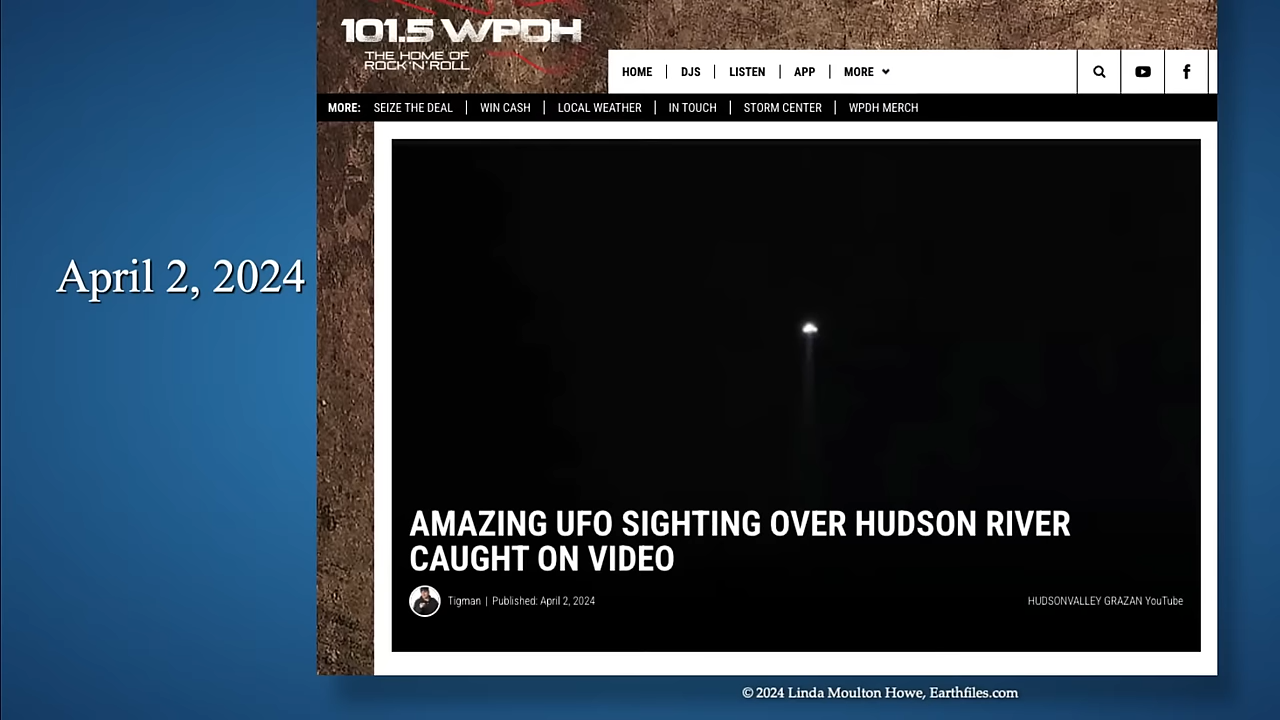 101.5 WPDH
THE HOME OF
ROCK'N'ROLL
HOME | DJS | LISTEN | APP | MORE
MORE: SEIZE THE DEAL | WIN CASH | LOCAL WEATHER | IN TOUCH | STORM CENTER | WPDH MERCH
April 2, 2024
AMAZING UFO SIGHTING OVER HUDSON RIVER
CAUGHT ON VIDEO
Tigman | Published: April 2, 2024
HUDSONVALLEY GRAZAN YouTube
© 2024 Linda Moulton Howe, Earthfiles.com